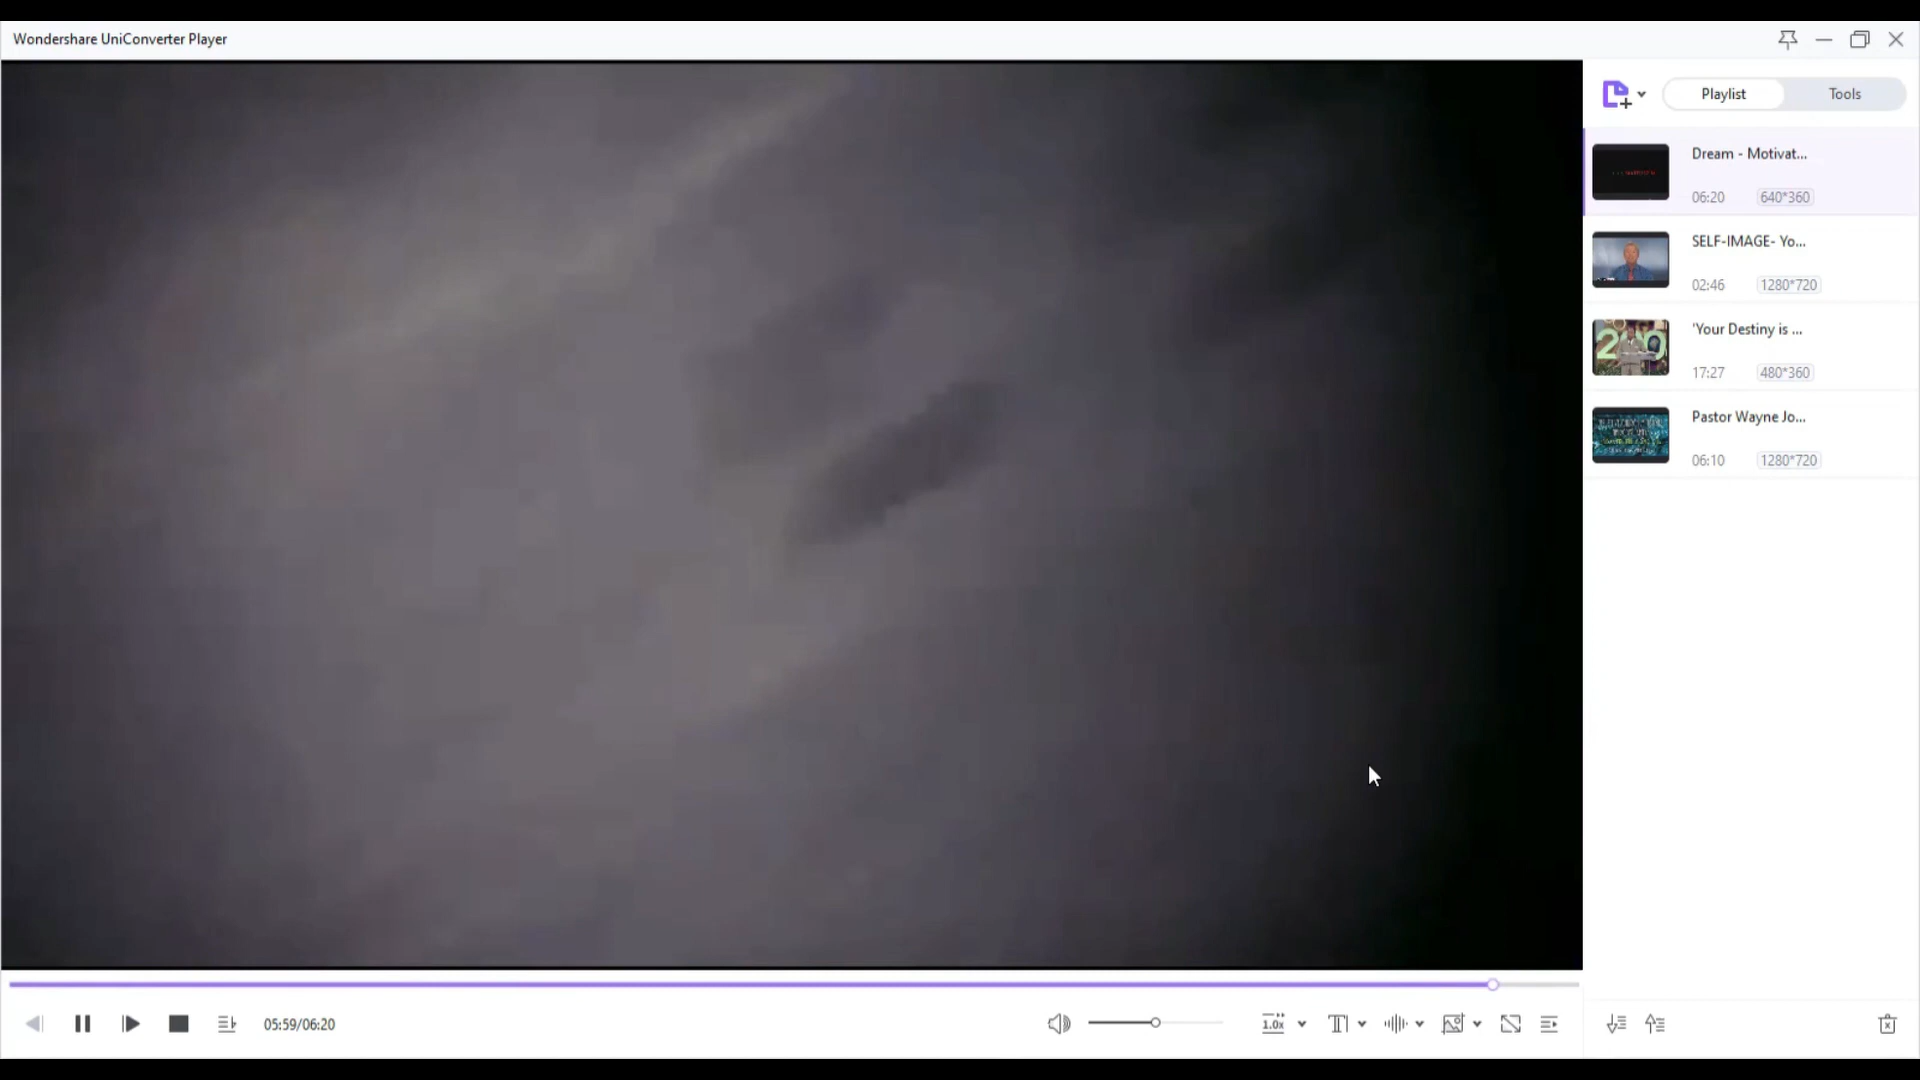 Wondershare UniConverter Player
Playlist
Tools
Dream - Motivat...
06:20 640*360
SELF-IMAGE- Yo...
02:46 1280*720
'Your Destiny is ...
17:27 480*360
Pastor Wayne Jo...
06:10 1280*720
05:59/06:20
1.0x